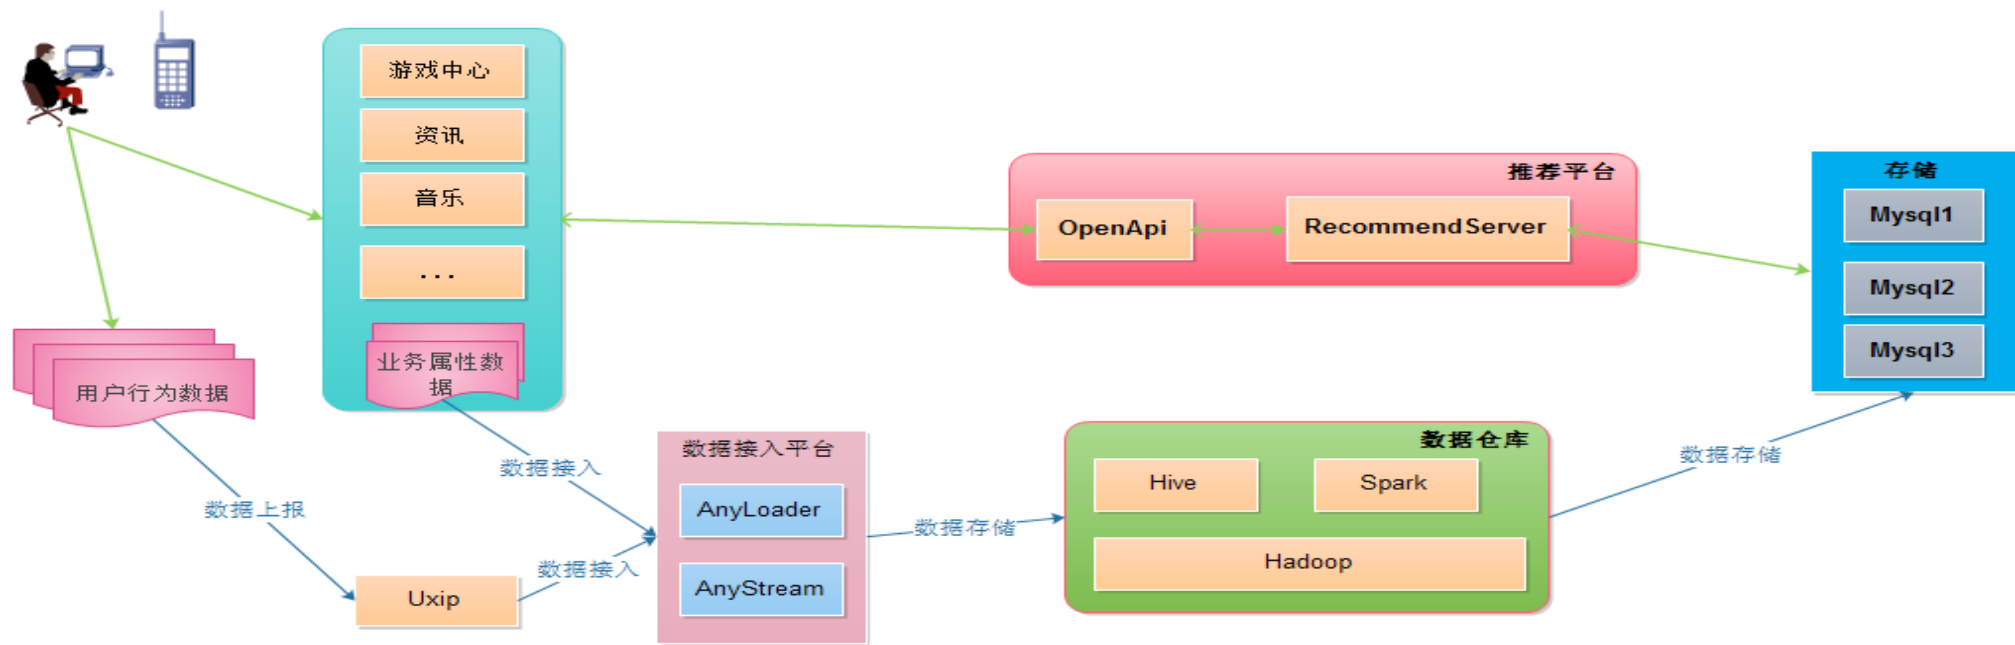 游戏中心
资讯
音乐
...
业务属性数
据
用户行为数据
推荐平台
OpenApi
RecommendServer
存储
Mysql1
Mysql2
Mysql3
数据接入
数据上报
数据接入
Uxip
数据接入平台
AnyLoader
AnyStream
数据存储
数据仓库
Hive
Spark
Hadoop
数据存储